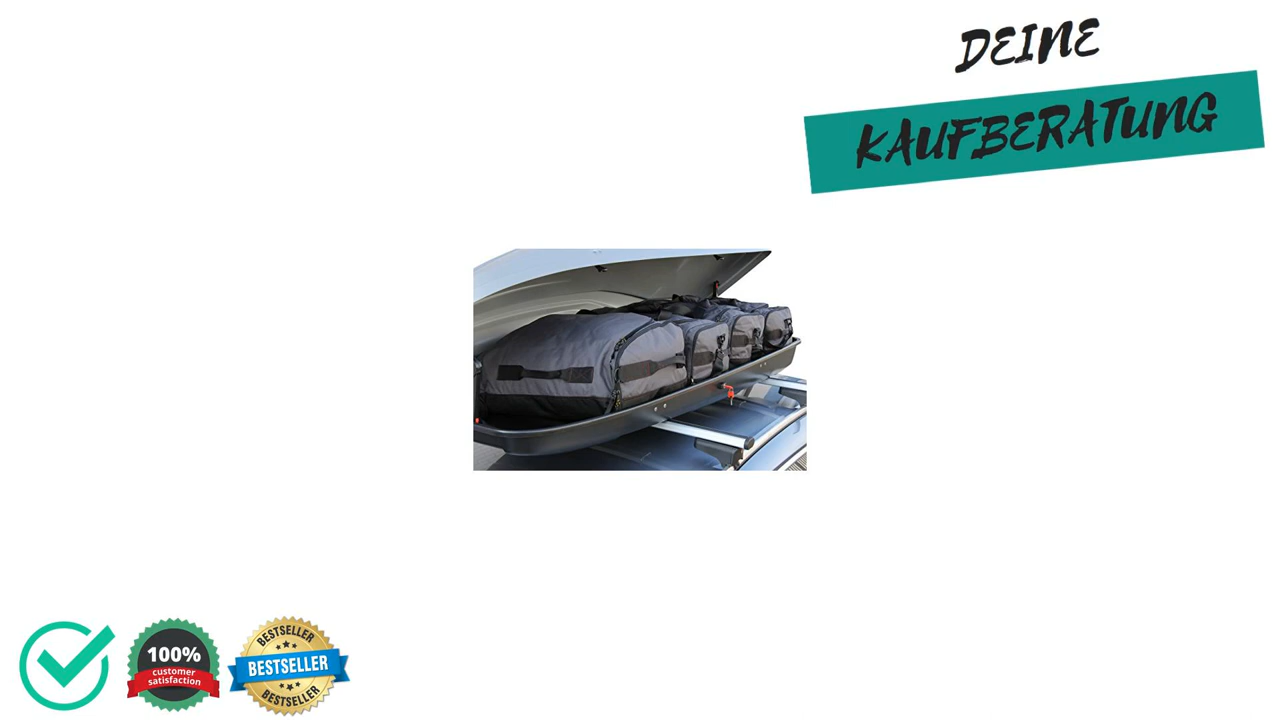 DEINE
KAUFBERATUNG
100%
customer
satisfaction
BESTSELLER
BESTSELLER
BESTSELLER